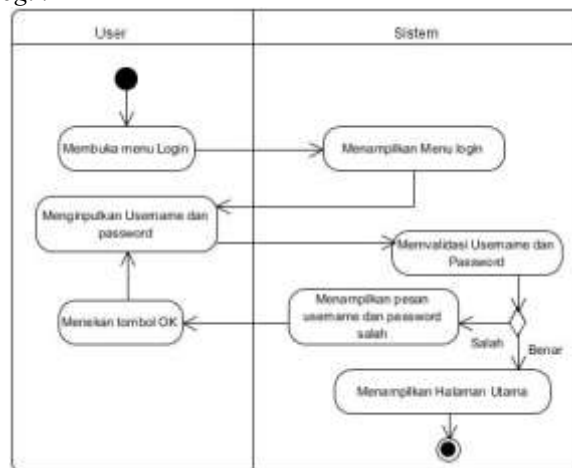 User
Sistem
Membuka menu Login
Menampilkan Menu login
Menginputkan Username dan
password
Memvalidasi Username dan
Password
Menampilkan pesan
username dan password
salah
Menekan tombol OK
Salah
Benar
Menampilkan Halaman Utama